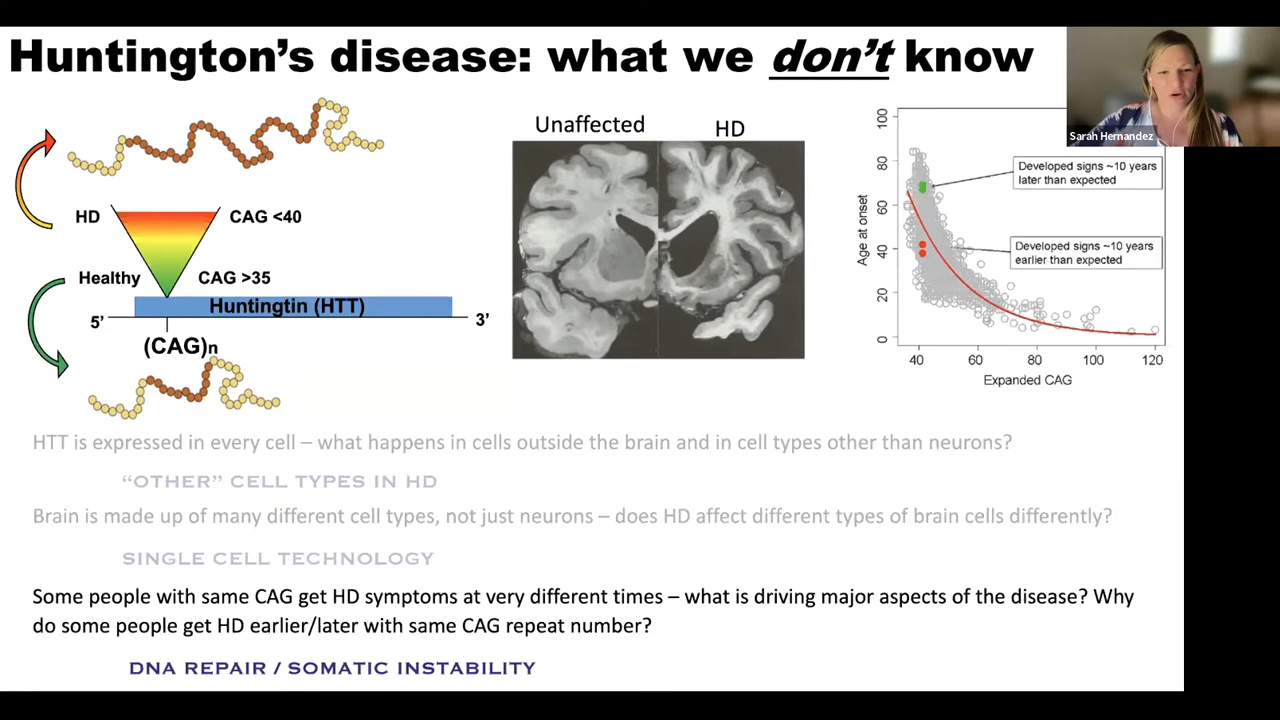 Huntington’s disease: what we don’t know
Sarah Hernandez
HD
CAG <40
Healthy
CAG >35
Huntingtin (HTT)
5’
3’
(CAG)n
Unaffected
HD
100
80
60
40
20
0
Age at onset
Developed signs ~10 years
later than expected
Developed signs ~10 years
earlier than expected
40
60
80
100
120
Expanded CAG
HTT is expressed in every cell – what happens in cells outside the brain and in cell types other than neurons?
“OTHER” CELL TYPES IN HD
Brain is made up of many different cell types, not just neurons – does HD affect different types of brain cells differently?
SINGLE CELL TECHNOLOGY
Some people with same CAG get HD symptoms at very different times – what is driving major aspects of the disease? Why
do some people get HD earlier/later with same CAG repeat number?
DNA REPAIR / SOMATIC INSTABILITY